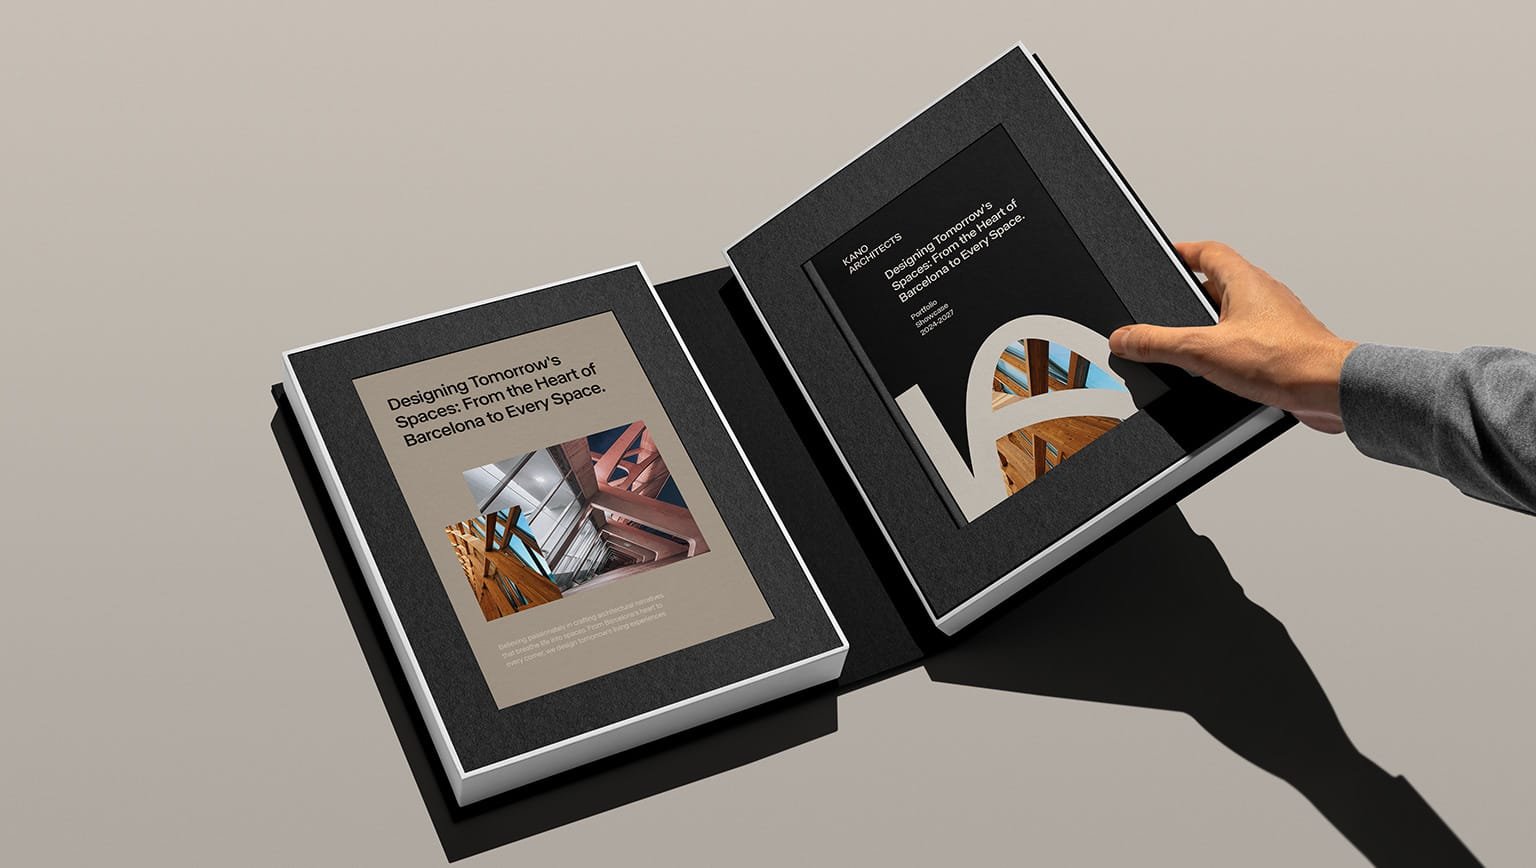 Designing Tomorrow's
Spaces: From the Heart of
Barcelona to Every Space.
Believing passionately in crafting architectural narratives
that breathe life into spaces. From Barcelona's heart to
every corner, we design tomorrow's living experiences
KANO
ARCHITECTS
Designing Tomorrow's
Spaces: From the Heart of
Barcelona to Every Space.
Portfolio
Showcase
2024-2027